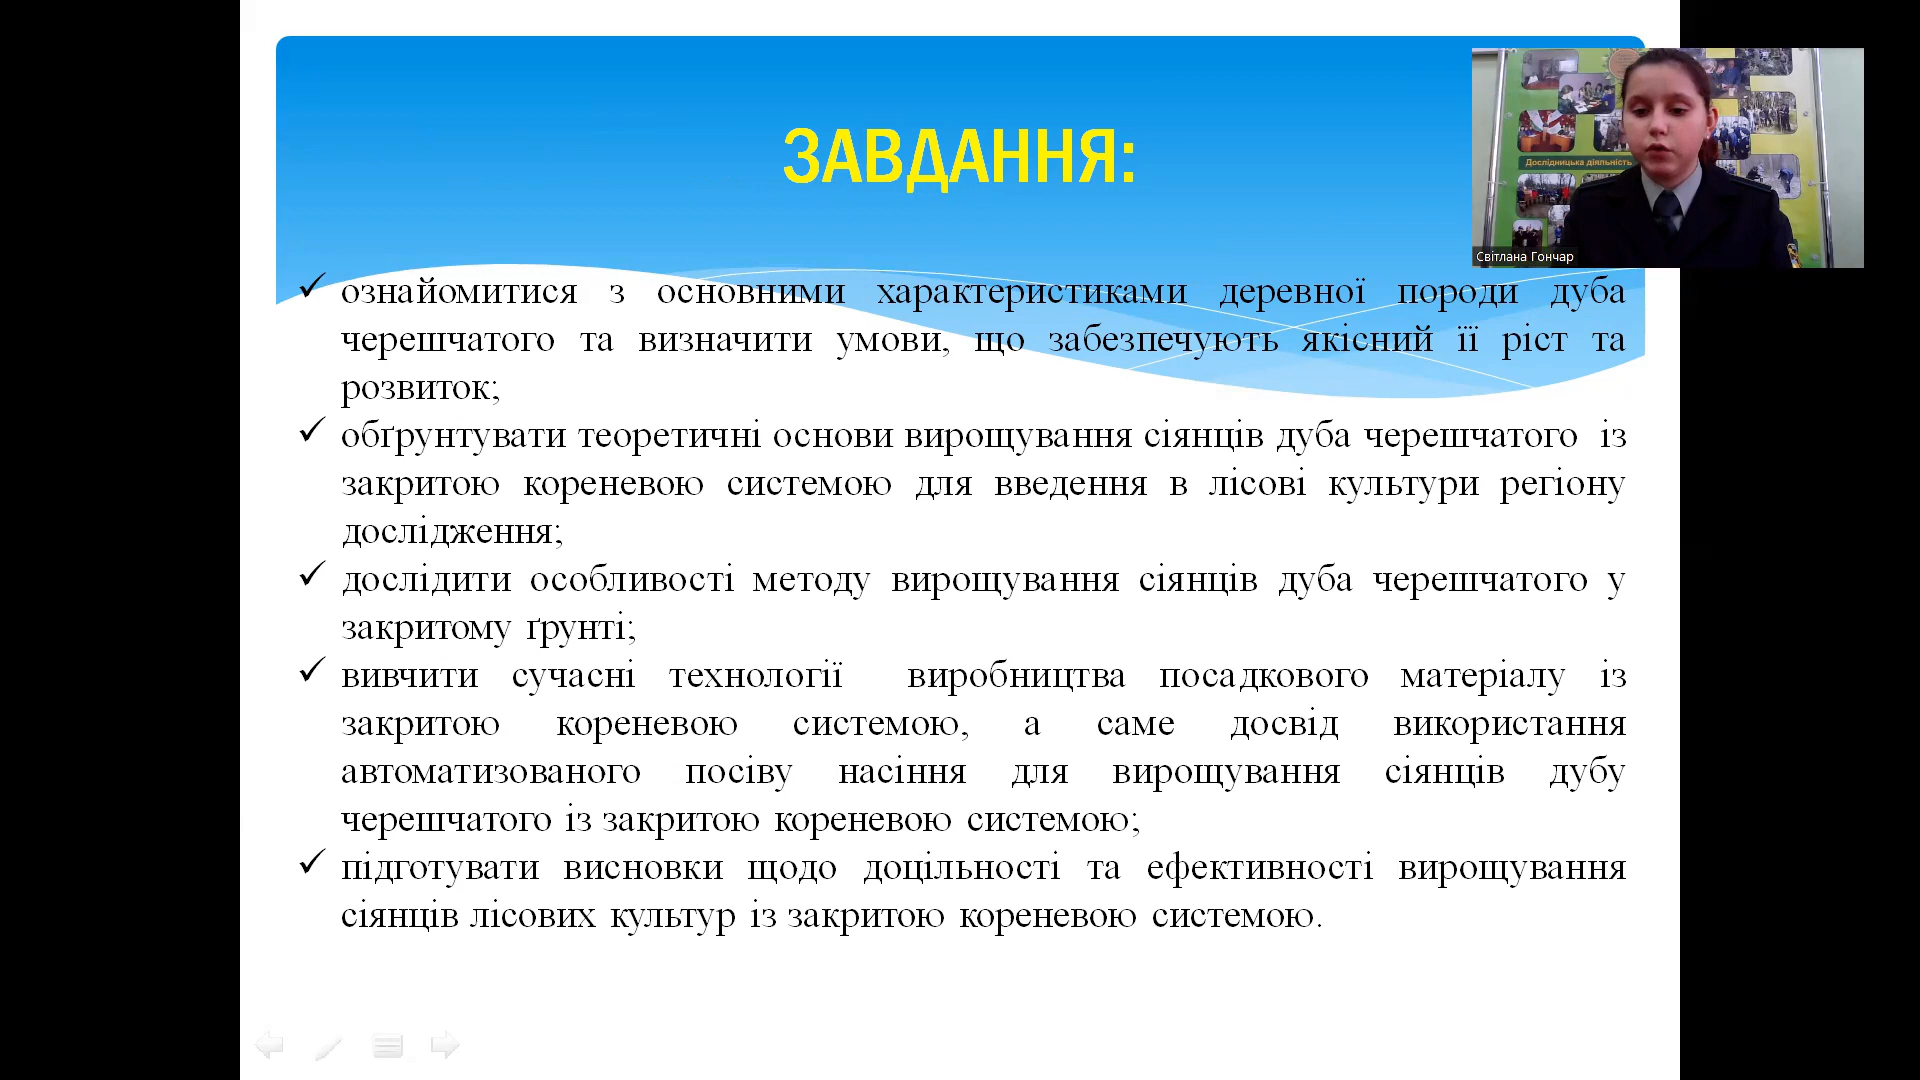 ЗАВДАННЯ:
Дослідницька діяльність
Світлана Гончар
ознайомитися з основними характеристиками деревної породи дуба
черешчатого та визначити умови, що забезпечують якісний її ріст та
розвиток;
обґрунтувати теоретичні основи вирощування сіянців дуба черешчатого із
закритою кореневою системою для введення в лісові культури регіону
дослідження;
дослідити особливості методу вирощування сіянців дуба черешчатого у
закритому ґрунті;
вивчити сучасні технології виробництва посадкового матеріалу із
закритою кореневою системою, а саме досвід використання
автоматизованого посіву насіння для вирощування сіянців дубу
черешчатого із закритою кореневою системою;
підготувати висновки щодо доцільності та ефективності вирощування
сіянців лісових культур із закритою кореневою системою.